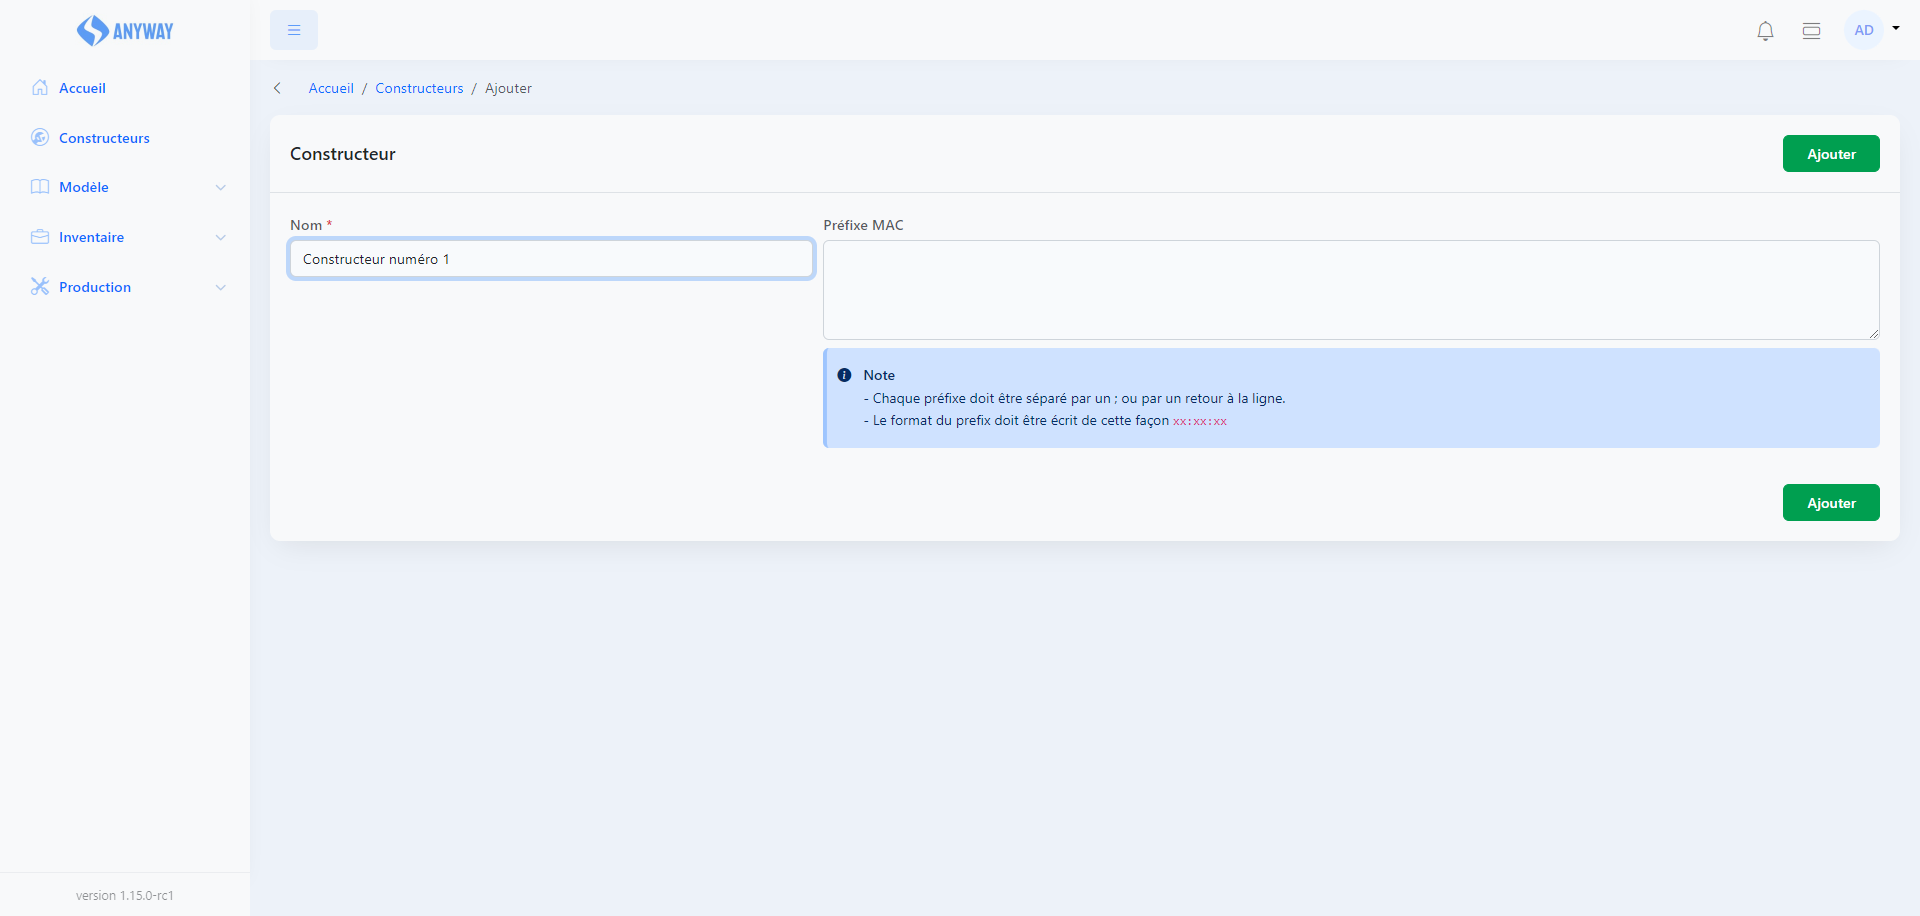 ANYWAY
AD
Accueil
Constructeurs
Modèle
Inventaire
Production
version 1.15.0-rc1
Accueil / Constructeurs / Ajouter
Constructeur
Ajouter
Nom *
Constructeur numéro 1
Préfixe MAC
Note
- Chaque préfixe doit être séparé par un ; ou par un retour à la ligne.
- Le format du prefix doit être écrit de cette façon xx:xx:xx
Ajouter